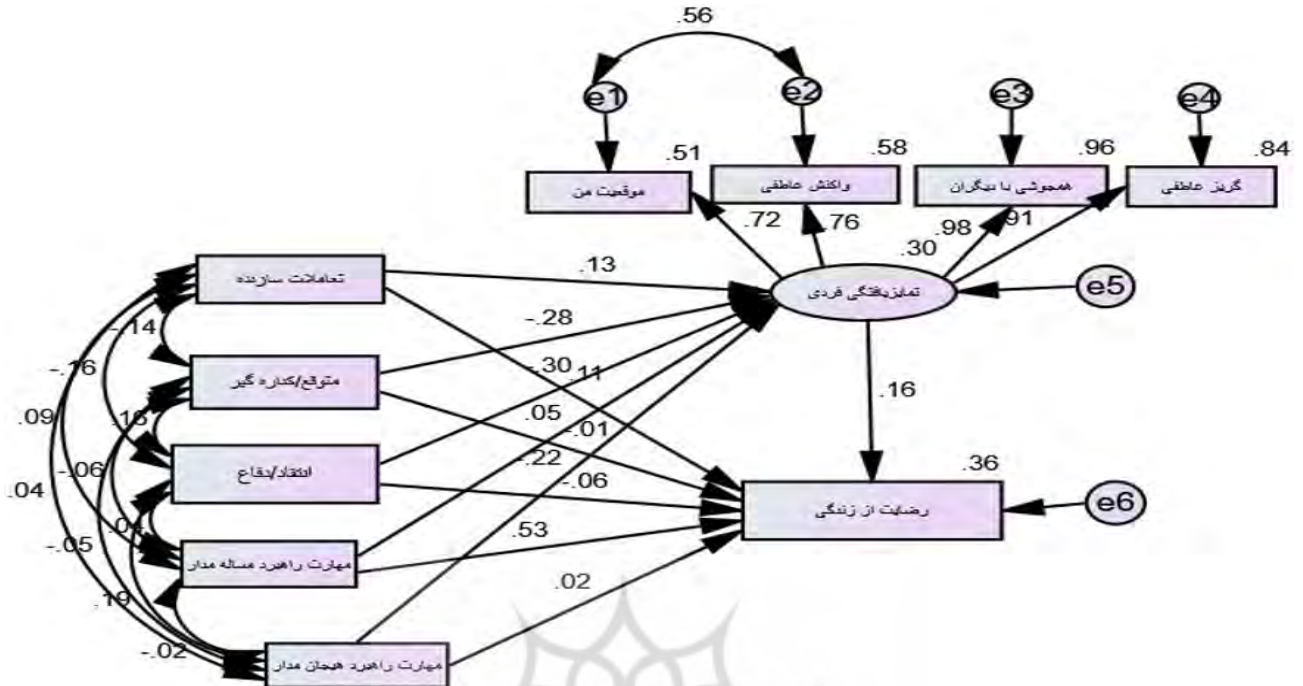 .56
e1 e2 e3 e4
.51 .58 .96 .84
موقعیت من
واکنش عاطفی
همجوشی با دیگران
گریز عاطفی
.72 .76 .98 .91
.30
تمایزیافتگی فردی
e5
تعاملات سازنده
.13
-.14
-.28
متوقع/کناره گیر
-.16
-.30 .11
.16
.09
.05 -.01
.16
انتقاد/دفاع
-.06
-.22 -.06
.36
رضایت از زندگی
e6
.04
.04
-.05
مهارت راهبرد مساله مدار
.53
.02
.19
-.02
مهارت راهبرد هیجان مدار